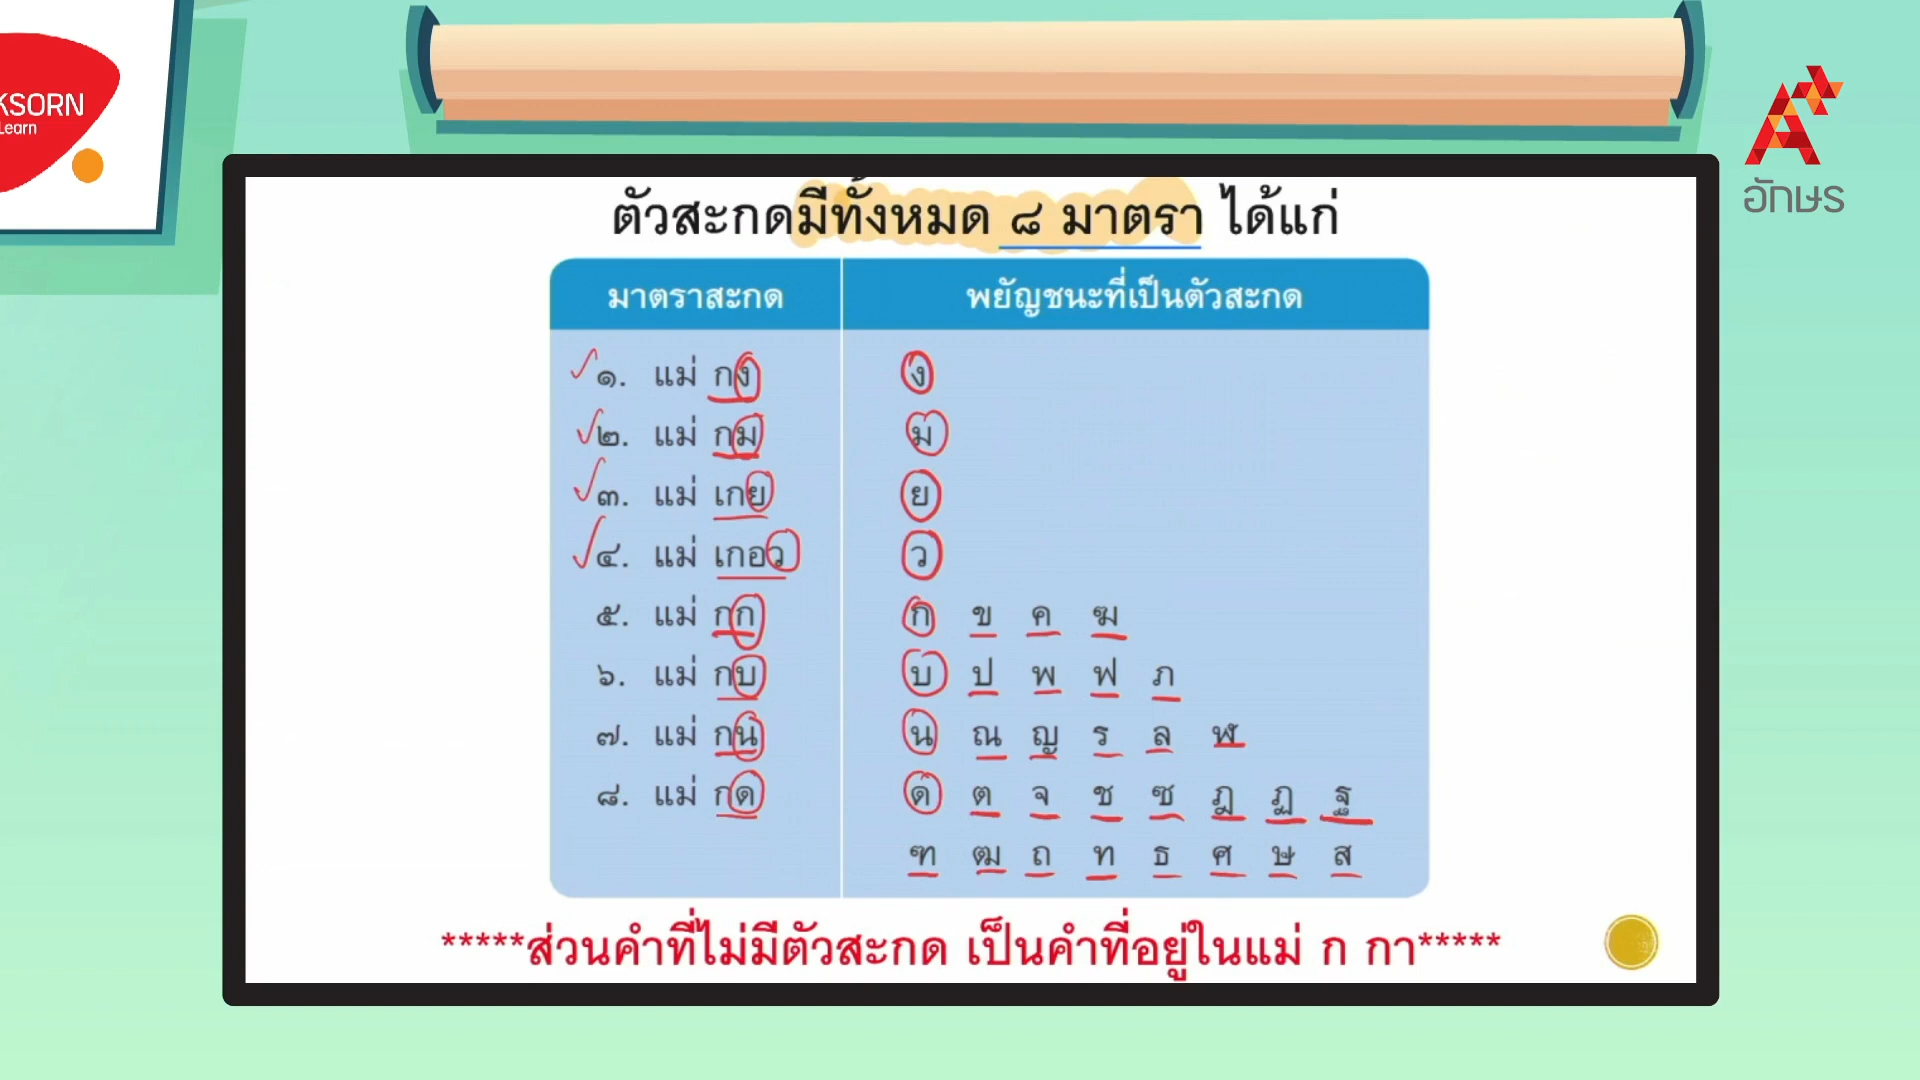 KSORN
Learn
อักษร
ตัวสะกดมีทั้งหมด ๘ มาตรา ได้แก่
มาตราสะกด พยัญชนะที่เป็นตัวสะกด
๑. แม่ กง ง
๒. แม่ กม ม
๓. แม่ เกย ย
๔. แม่ เกอว ว
๕. แม่ กก ก ข ค ฆ
๖. แม่ กบ บ ป พ ฟ ภ
๗. แม่ กน น ณ ญ ร ล ฬ
๘. แม่ กด ด ต จ ช ซ ฎ ฏ ฐ
ฑ ฒ ถ ท ธ ศ ษ ส
*****ส่วนคำที่ไม่มีตัวสะกด เป็นคำที่อยู่ในแม่ ก กา*****